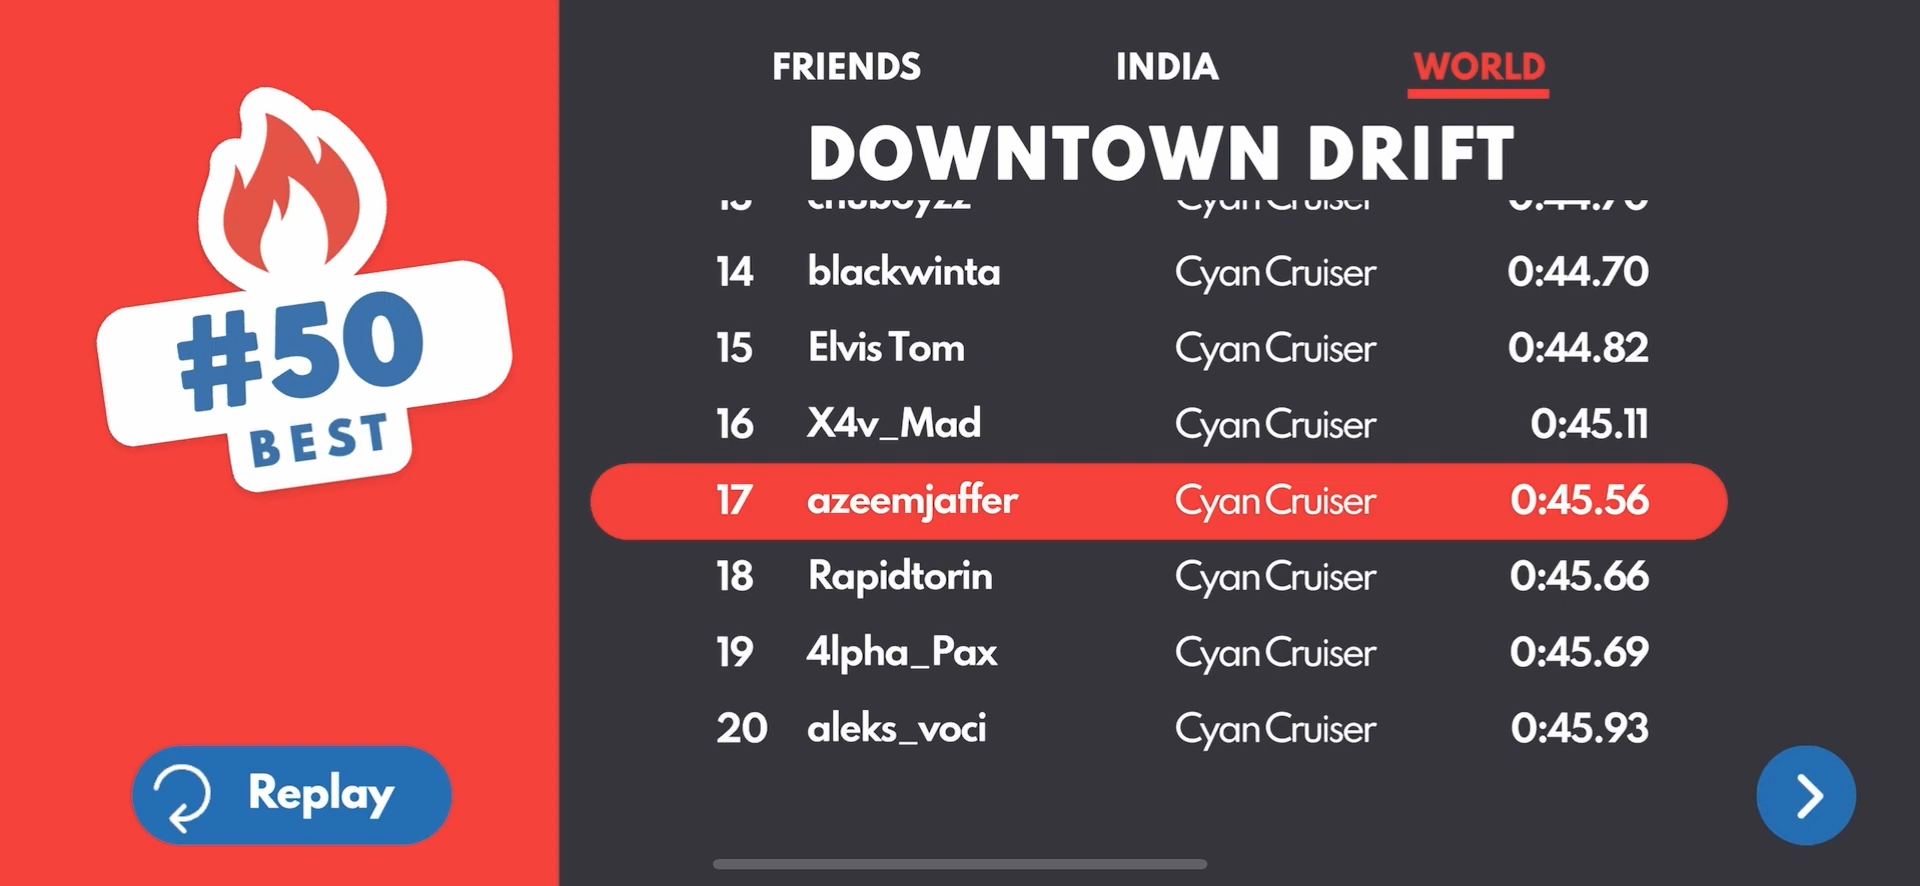 #50
BEST
Replay
FRIENDS INDIA WORLD
DOWNTOWN DRIFT
Cyan Cruiser
14 blackwinta Cyan Cruiser 0:44.70
15 Elvis Tom Cyan Cruiser 0:44.82
16 X4v_Mad Cyan Cruiser 0:45.11
17 azeemjaffer Cyan Cruiser 0:45.56
18 Rapidtorin Cyan Cruiser 0:45.66
19 4lpha_Pax Cyan Cruiser 0:45.69
20 aleks_voci Cyan Cruiser 0:45.93